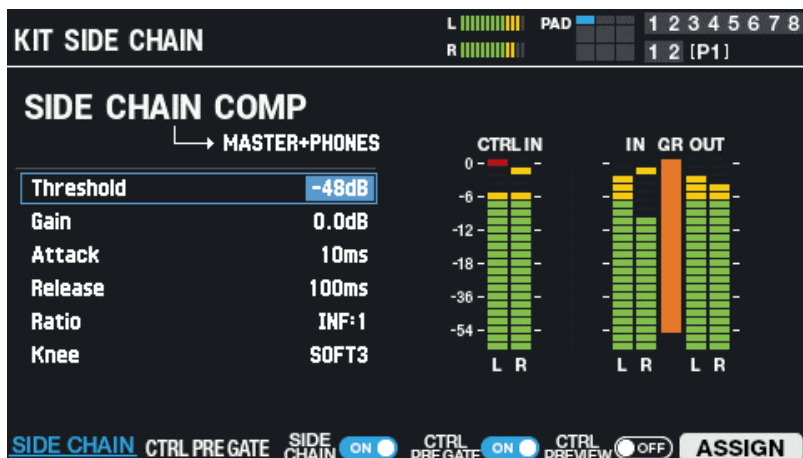 KIT SIDE CHAIN
L
R
PAD
1 2 3 4 5 6 7 8
1 2 [P1]
SIDE CHAIN COMP
MASTER+PHONES
Threshold -48dB
Gain 0.0dB
Attack 10ms
Release 100ms
Ratio INF:1
Knee SOFT3
CTRL IN
IN GR OUT
0
-6
-12
-18
-36
-54
L R
L R
L R
SIDE CHAIN
CTRL PRE GATE
SIDE CHAIN ON
CTRL PRE GATE ON
CTRL PREVIEW OFF
ASSIGN